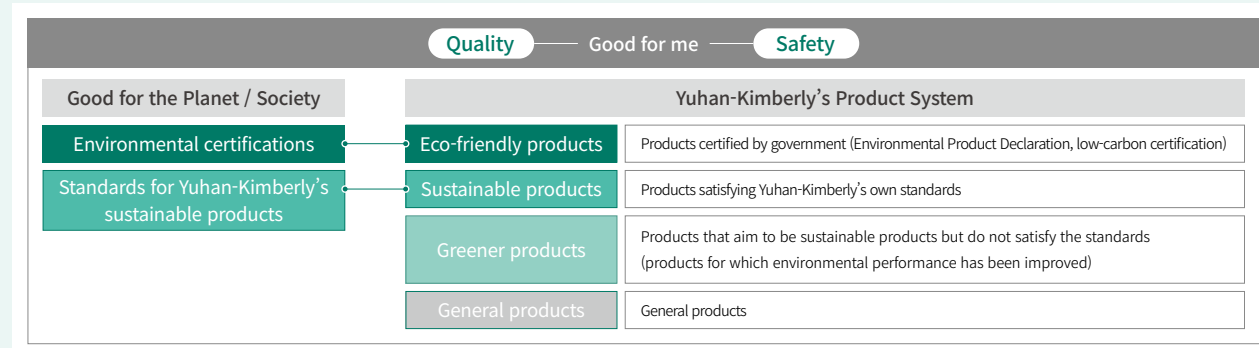 Quality Good for me Safety
Good for the Planet / Society
Yuhan-Kimberly's Product System
Environmental certifications
Eco-friendly products
Products certified by government (Environmental Product Declaration, low-carbon certification)
Standards for Yuhan-Kimberly's
sustainable products
Sustainable products
Products satisfying Yuhan-Kimberly's own standards
Greener products
Products that aim to be sustainable products but do not satisfy the standards
(products for which environmental performance has been improved)
General products
General products